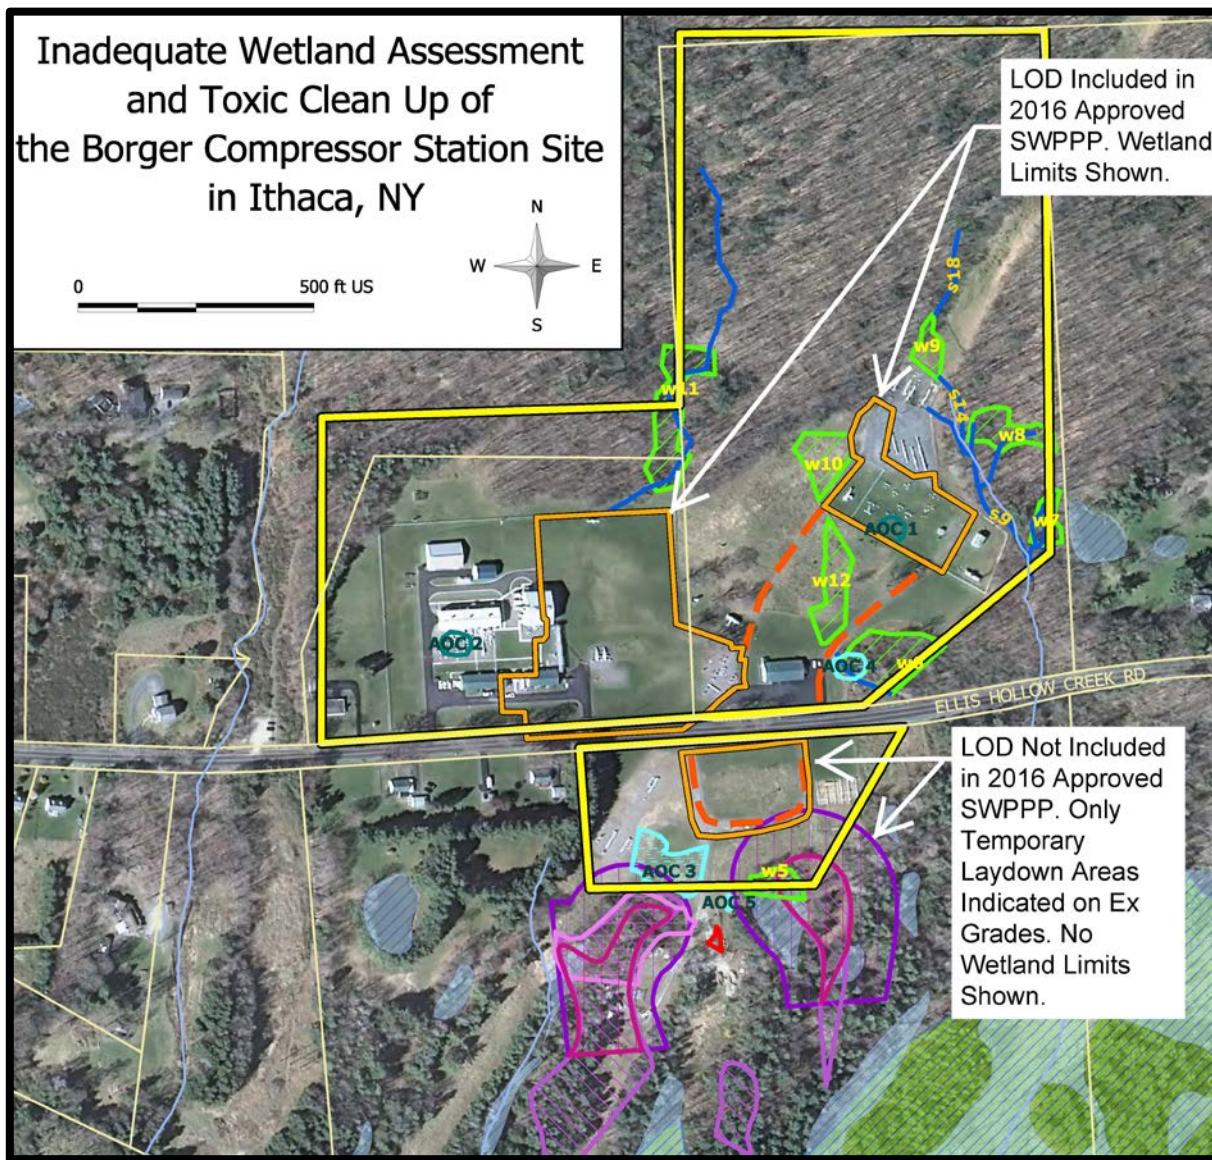 Inadequate Wetland Assessment
and Toxic Clean Up of
the Borger Compressor Station Site
in Ithaca, NY
N
W E
S
0 500 ft US
LOD Included in
2016 Approved
SWPPP. Wetland
Limits Shown.
s18
w9
w11
s14
w8
w10
s9
w7
AOC 1
w12
AOC 2
AOC 4
w6
ELLIS HOLLOW CREEK RD
LOD Not Included
in 2016 Approved
SWPPP. Only
Temporary
Laydown Areas
Indicated on Ex
Grades. No
Wetland Limits
Shown.
AOC 3
w5
AOC 5